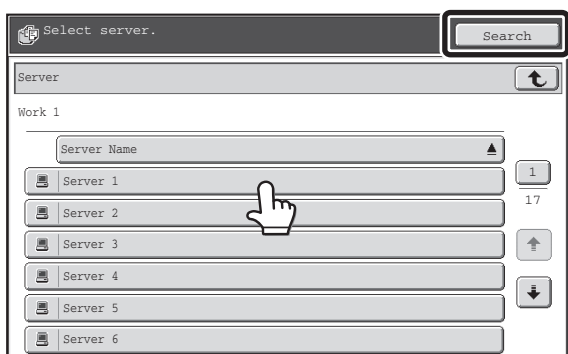 Select server.
Search
Server
Work 1
Server Name
1
17
Server 1
Server 2
Server 3
Server 4
Server 5
Server 6